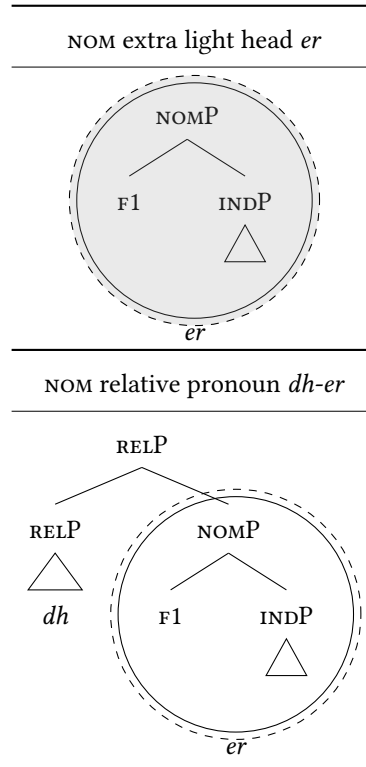 NOM extra light head er
NOMP
F1 INDP
er
NOM relative pronoun dh-er
RELP
RELP NOMP
dh F1 INDP
er